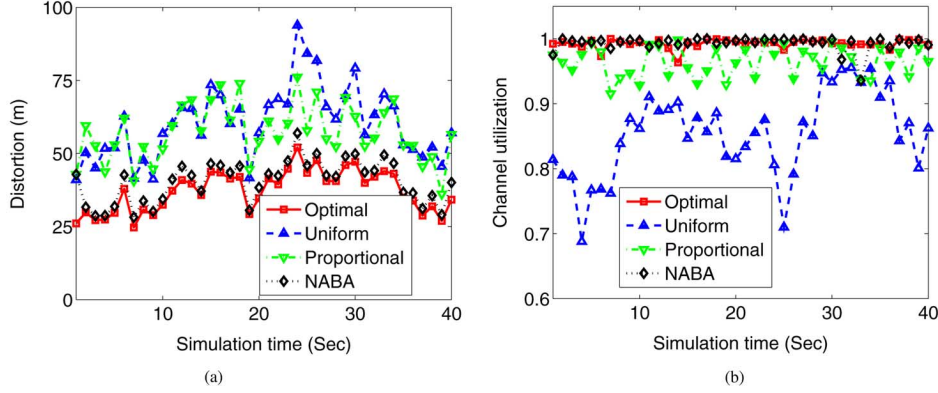 100
75
50
25
0
Distortion (m)
Optimal
Uniform
Proportional
NABA
10
20
30
40
Simulation time (Sec)
(a)
1
0.9
0.8
0.7
0.6
Channel utilization
Optimal
Uniform
Proportional
NABA
10
20
30
40
Simulation time (Sec)
(b)